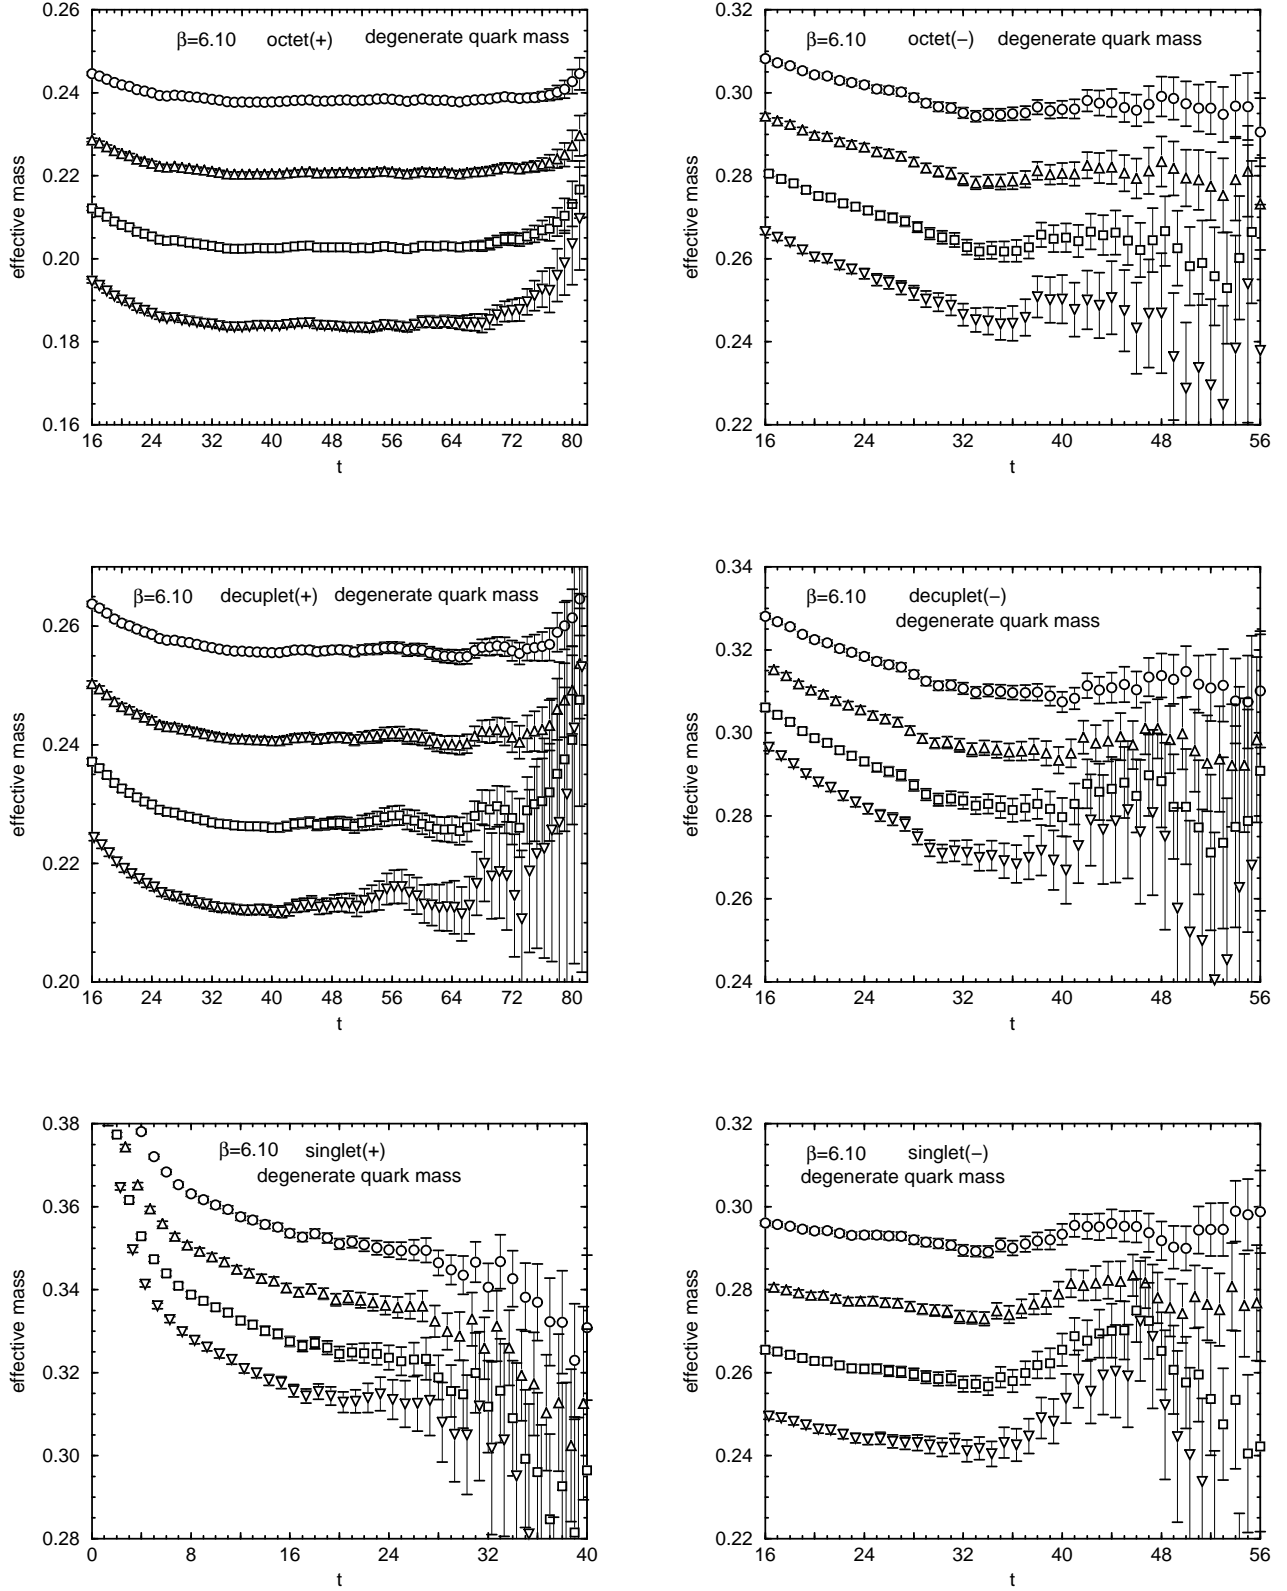 β=6.10 octet(+) degenerate quark mass
0.26
0.24
0.22
0.20
0.18
0.16
effective mass
16 24 32 40 48 56 64 72 80
t
β=6.10 octet(−) degenerate quark mass
0.32
0.30
0.28
0.26
0.24
0.22
effective mass
16 24 32 40 48 56
t
β=6.10 decuplet(+) degenerate quark mass
0.26
0.24
0.22
0.20
effective mass
16 24 32 40 48 56 64 72 80
t
β=6.10 decuplet(−)
degenerate quark mass
0.34
0.32
0.30
0.28
0.26
0.24
effective mass
16 24 32 40 48 56
t
β=6.10 singlet(+)
degenerate quark mass
0.38
0.36
0.34
0.32
0.30
0.28
effective mass
0 8 16 24 32 40
t
β=6.10 singlet(−)
degenerate quark mass
0.32
0.30
0.28
0.26
0.24
0.22
effective mass
16 24 32 40 48 56
t